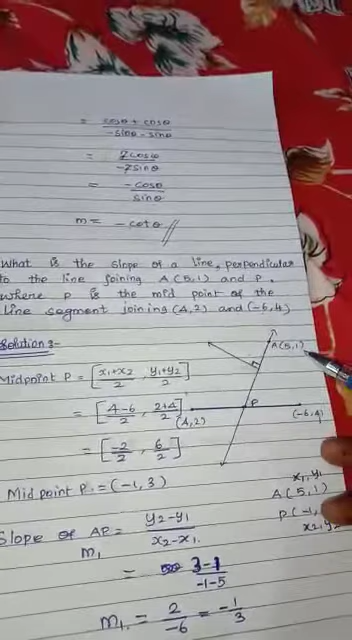 = cosθ + cosθ / -sinθ - sinθ
= 2cosθ / -2sinθ
= -cosθ / sinθ
m = -cotθ //
What is the slope of a line, perpendicular
to the line joining A(5,1) and P,
where P is the mid point of the
line segment joining (4,2) and (-6,4)
Solution :-
A(5,1)
Midpoint P = [x₁+x₂ / 2, y₁+y₂ / 2]
= [4-6 / 2, 2+4 / 2]
(4,2) P (-6,4)
= [-2/2, 6/2]
Midpoint P = (-1,3)
x₁, y₁
A(5,1)
P(-1,
x₂, y₂
Slope of AP = y₂-y₁ / x₂-x₁
m₁
= 3-1 / -1-5
m₁ = 2/-6 = -1/3